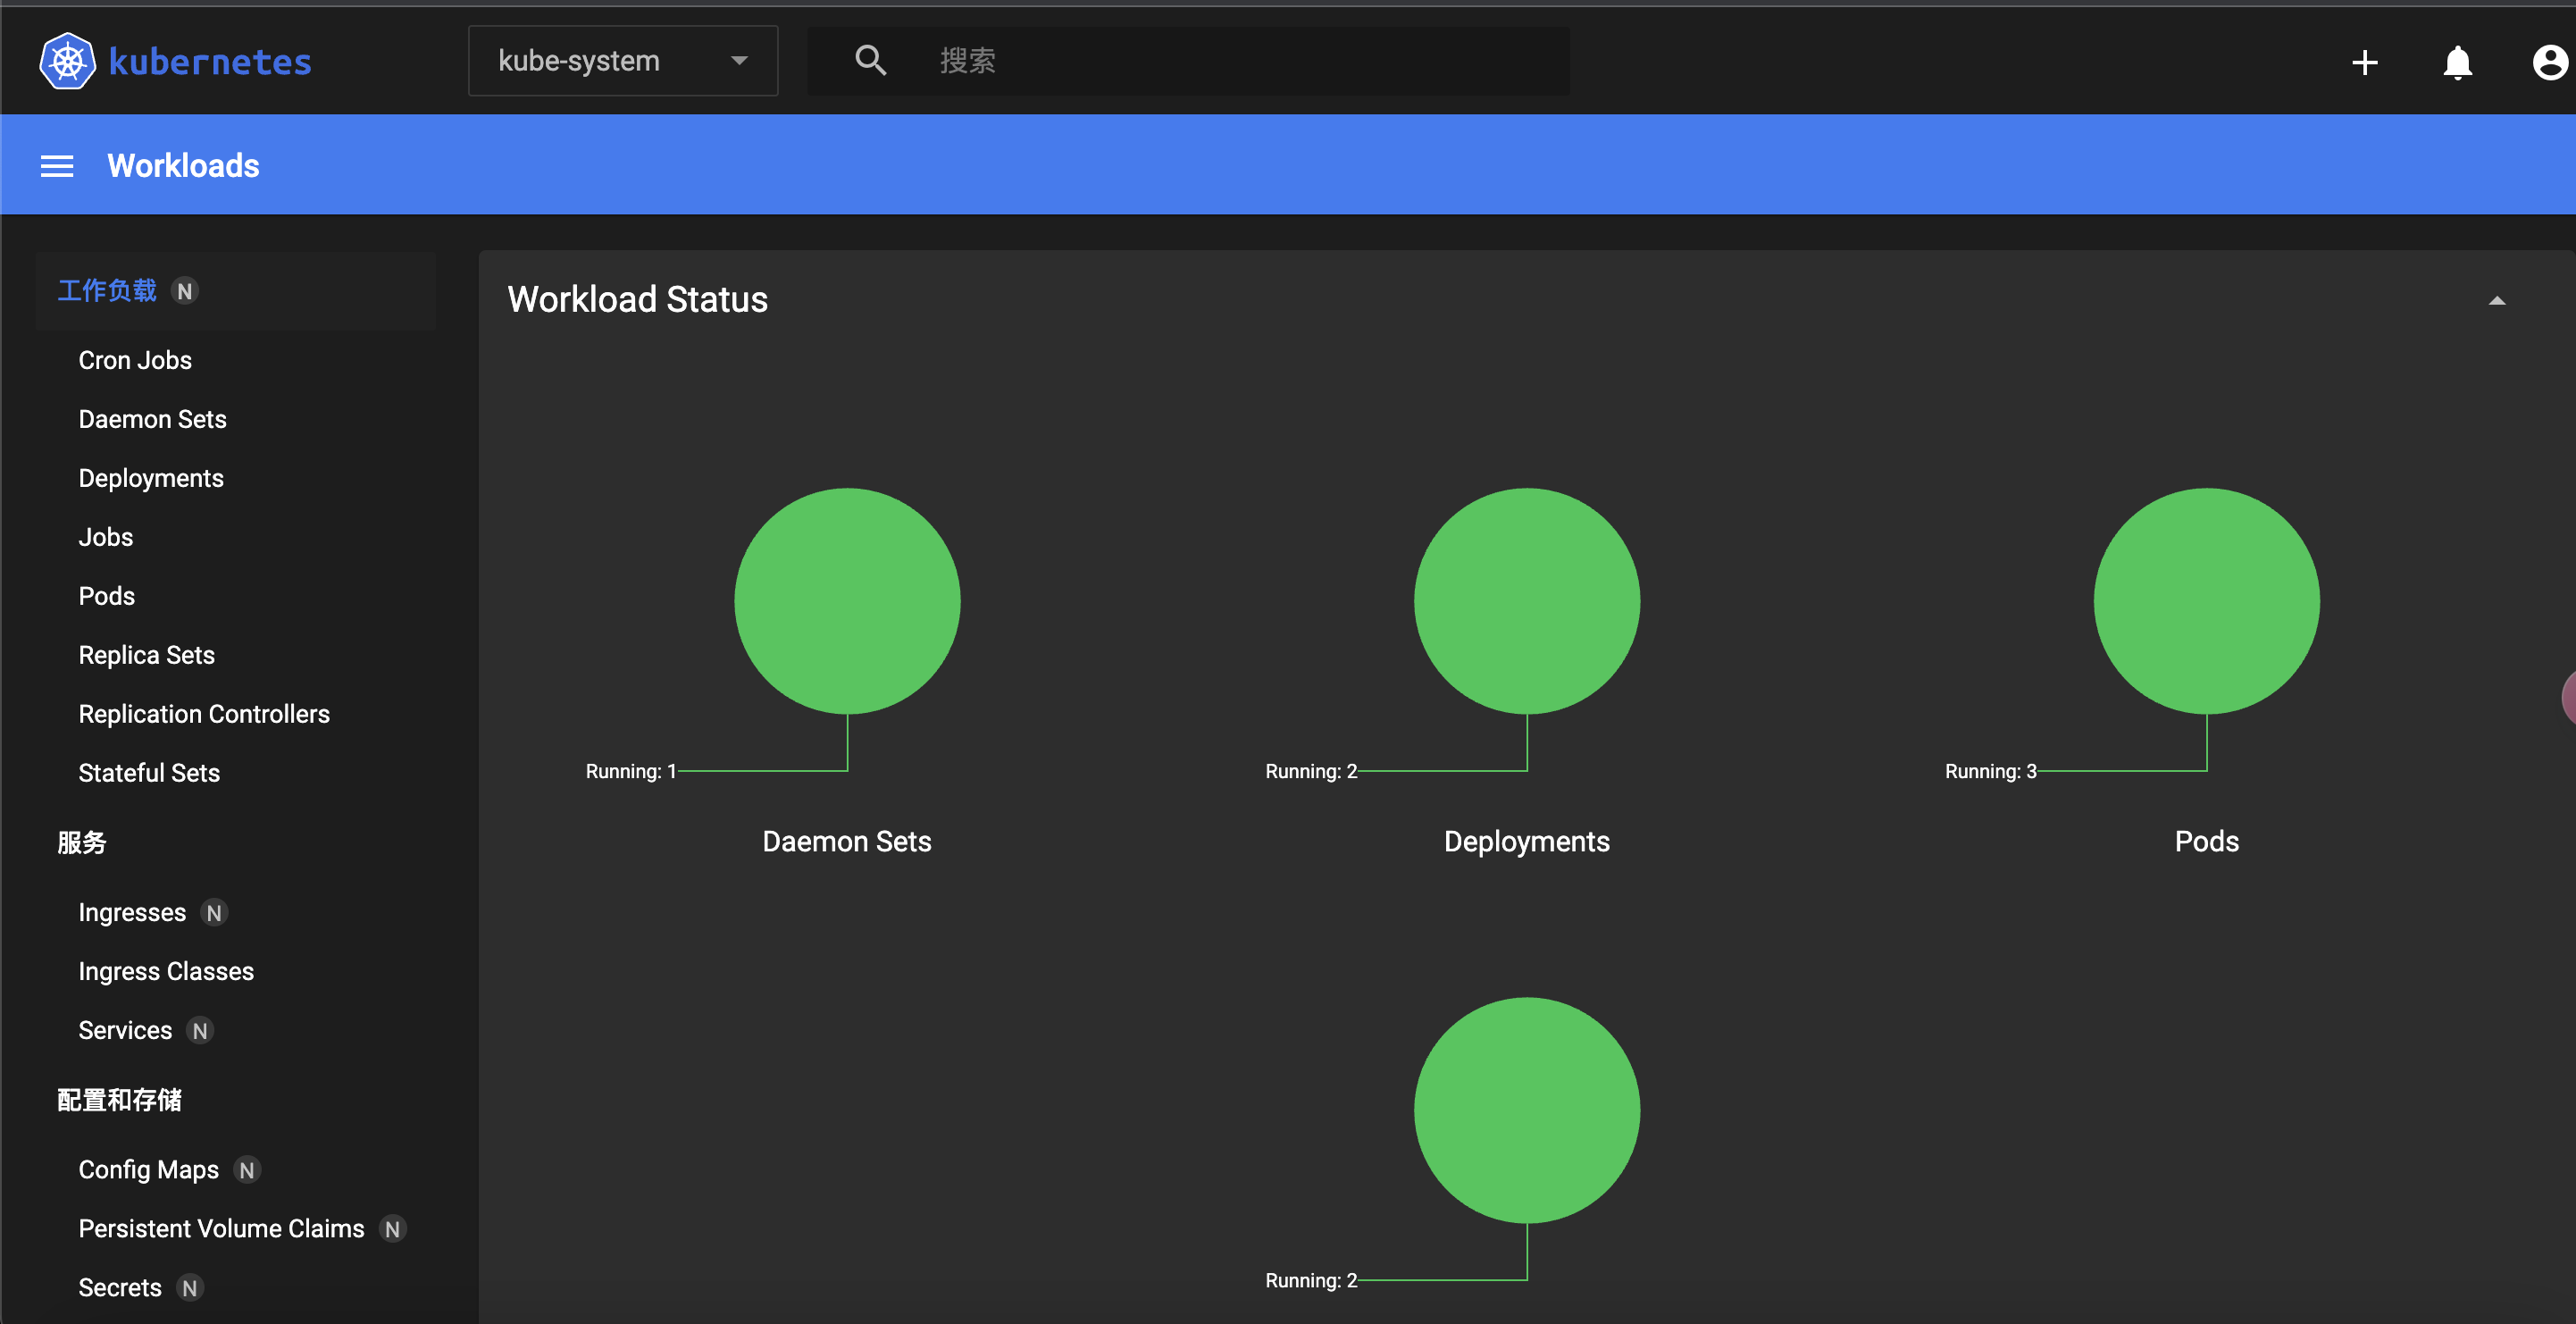 kubernetes
kube-system
搜索
Workloads
工作负载 N
Cron Jobs
Daemon Sets
Deployments
Jobs
Pods
Replica Sets
Replication Controllers
Stateful Sets
服务
Ingresses N
Ingress Classes
Services N
配置和存储
Config Maps N
Persistent Volume Claims N
Secrets N
Workload Status
Running: 1
Daemon Sets
Running: 2
Deployments
Running: 3
Pods
Running: 2